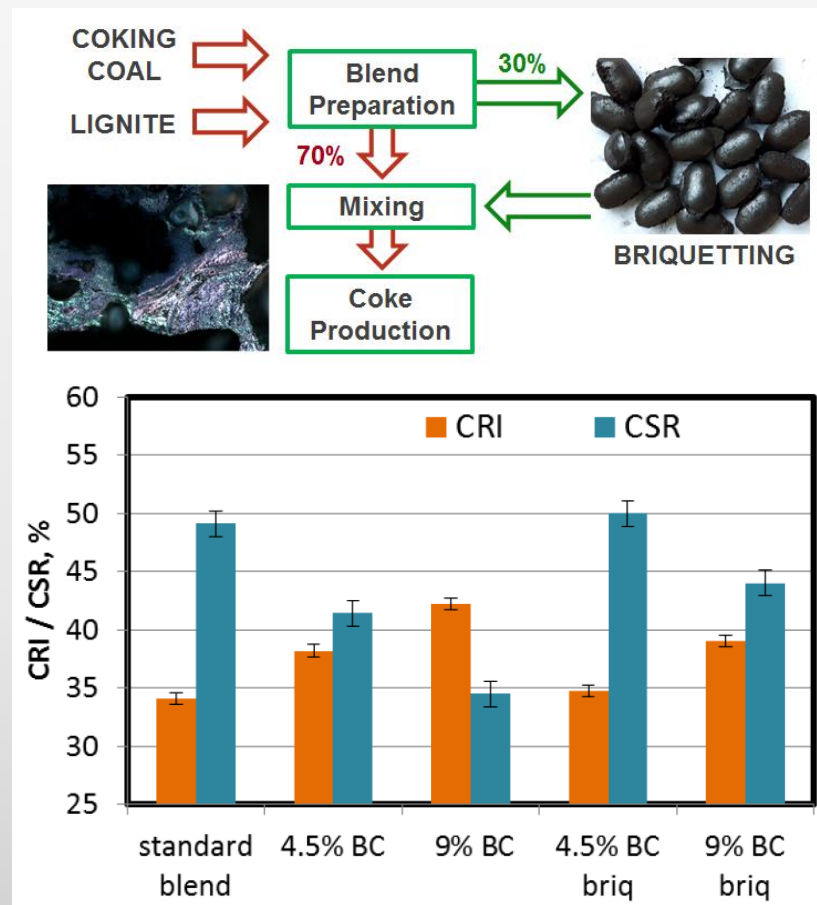 COKING
COAL
Blend
Preparation
30%
LIGNITE
70%
Mixing
BRIQUETTING
Coke
Production
CRI / CSR, %
60
55
50
45
40
35
30
25
CRI
CSR
standard
blend
4.5% BC
9% BC
4.5% BC
briq
9% BC
briq